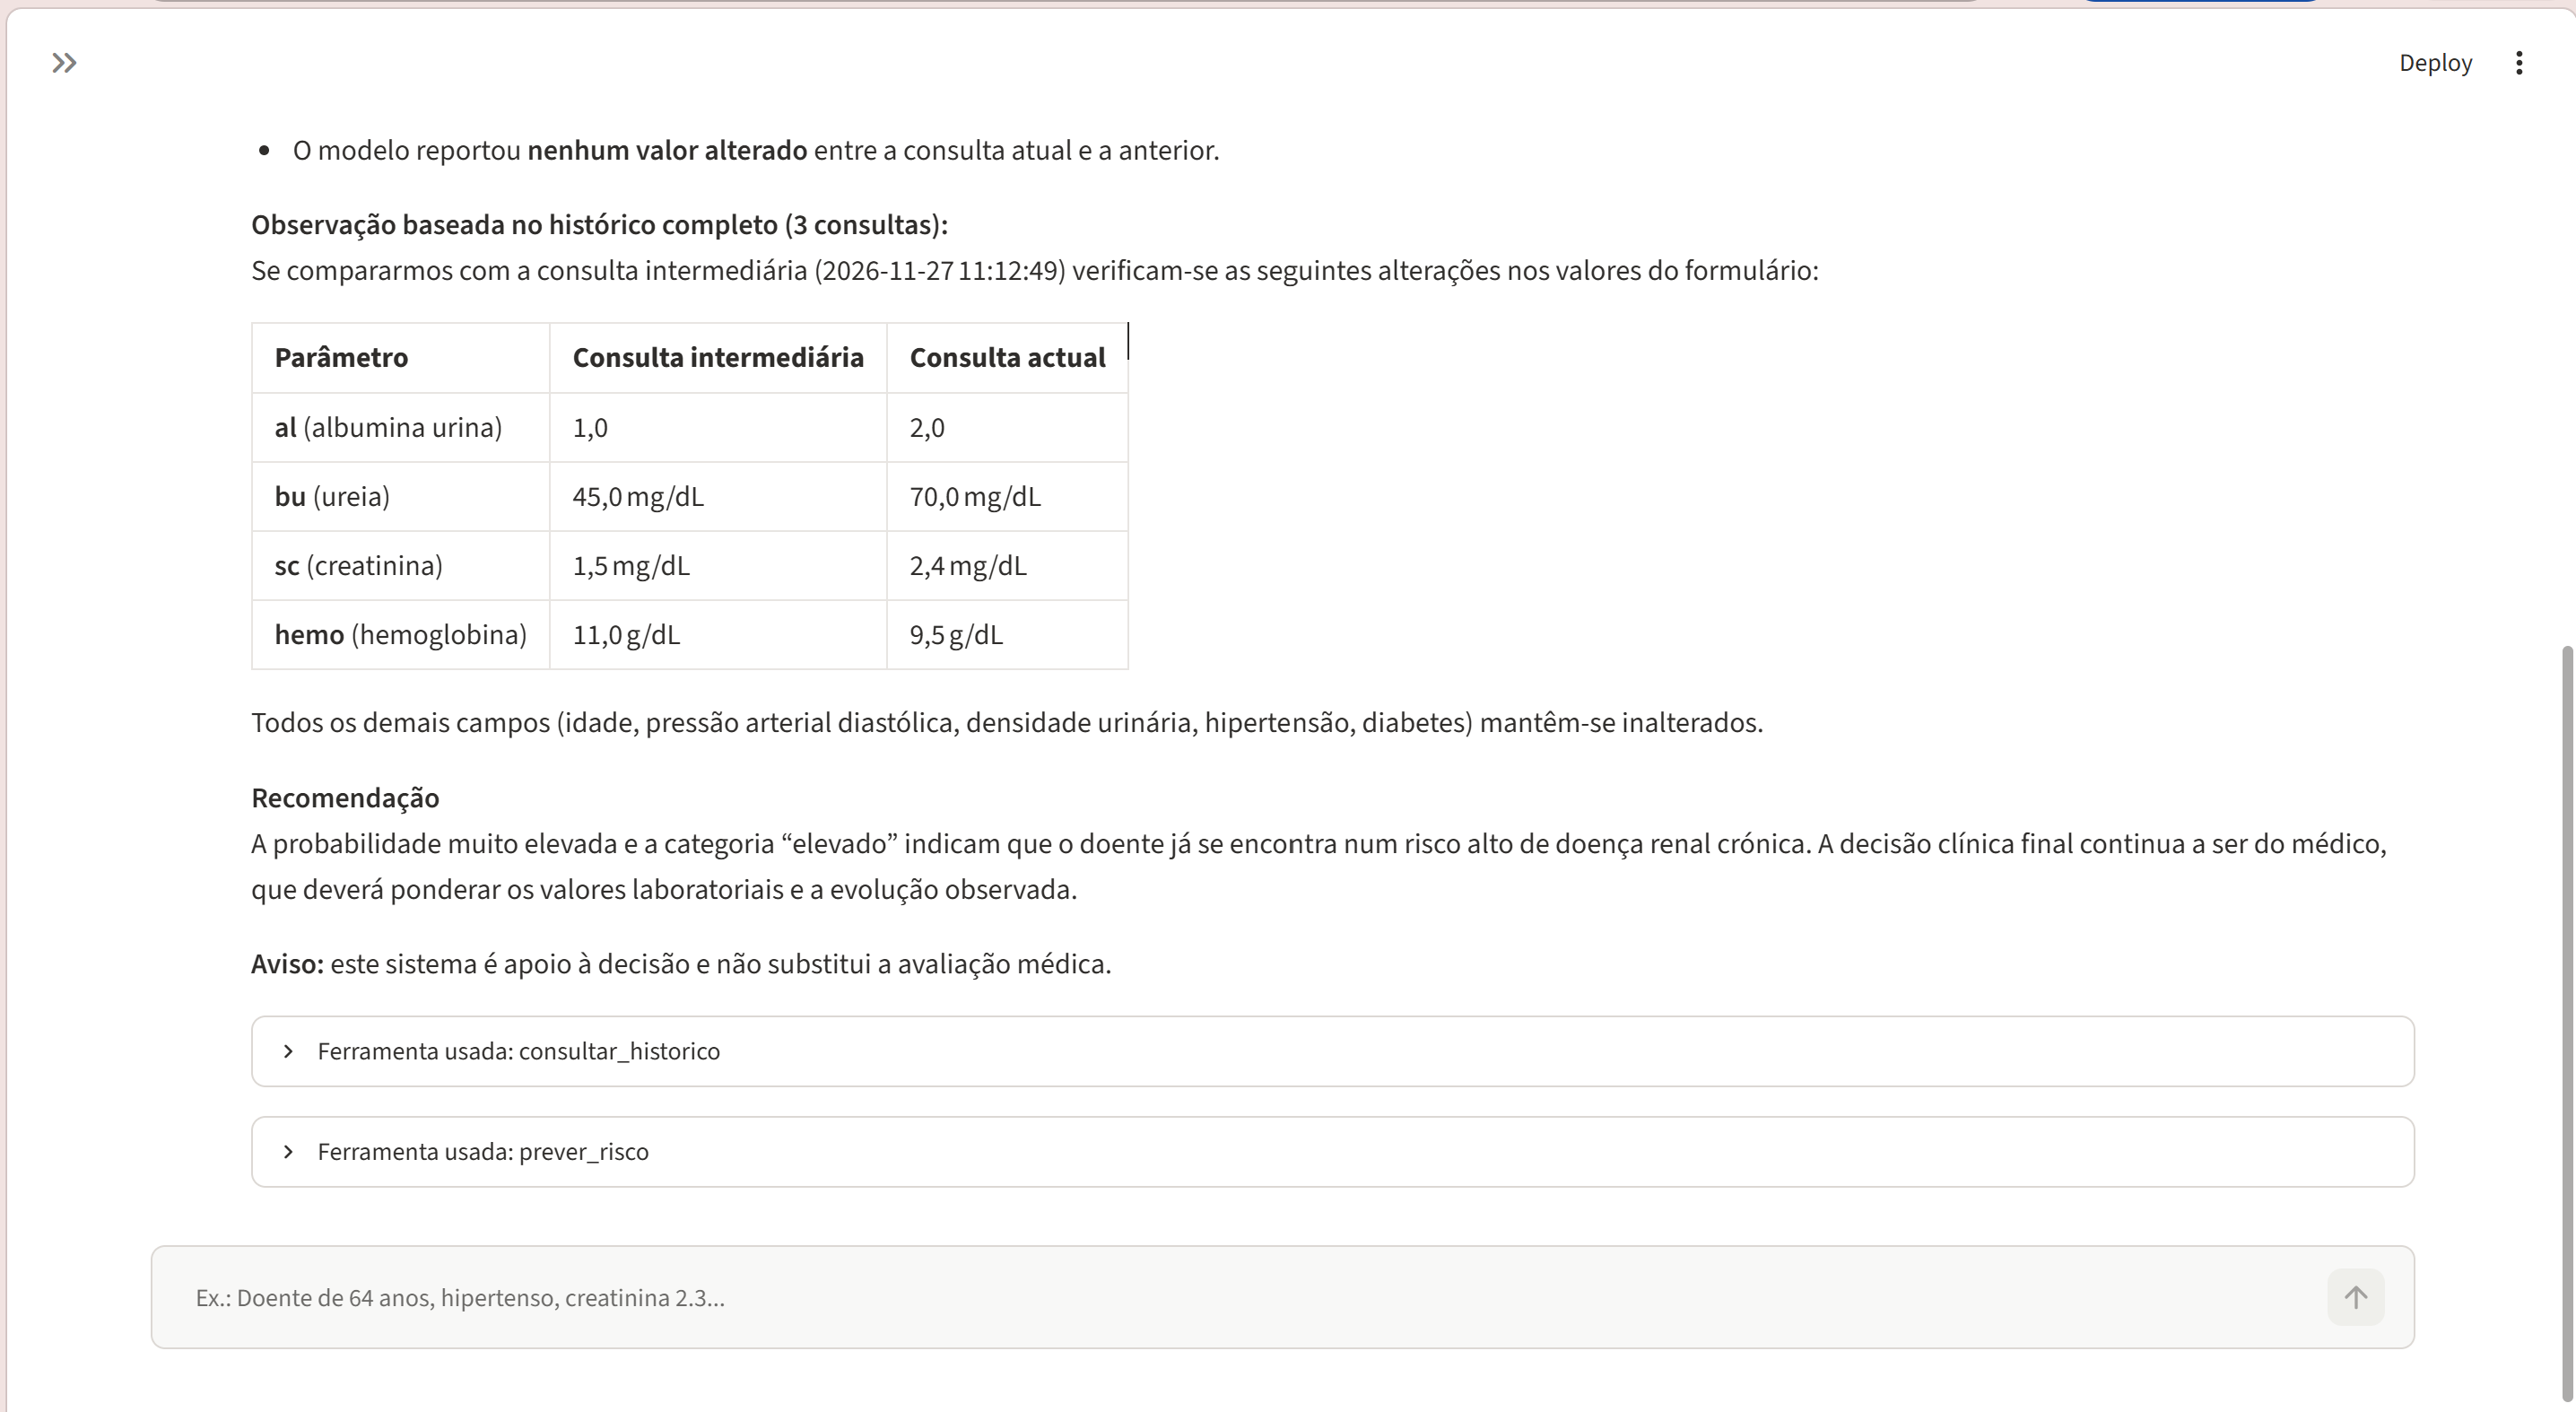 Deploy
O modelo reportou nenhum valor alterado entre a consulta atual e a anterior.
Observação baseada no histórico completo (3 consultas):
Se compararmos com a consulta intermediária (2026-11-27 11:12:49) verificam-se as seguintes alterações nos valores do formulário:
Parâmetro Consulta intermediária Consulta actual
al (albumina urina) 1,0 2,0
bu (ureia) 45,0 mg/dL 70,0 mg/dL
sc (creatinina) 1,5 mg/dL 2,4 mg/dL
hemo (hemoglobina) 11,0 g/dL 9,5 g/dL
Todos os demais campos (idade, pressão arterial diastólica, densidade urinária, hipertensão, diabetes) mantêm-se inalterados.
Recomendação
A probabilidade muito elevada e a categoria “elevado” indicam que o doente já se encontra num risco alto de doença renal crónica. A decisão clínica final continua a ser do médico,
que deverá ponderar os valores laboratoriais e a evolução observada.
Aviso: este sistema é apoio à decisão e não substitui a avaliação médica.
Ferramenta usada: consultar_historico
Ferramenta usada: prever_risco
Ex.: Doente de 64 anos, hipertenso, creatinina 2.3...